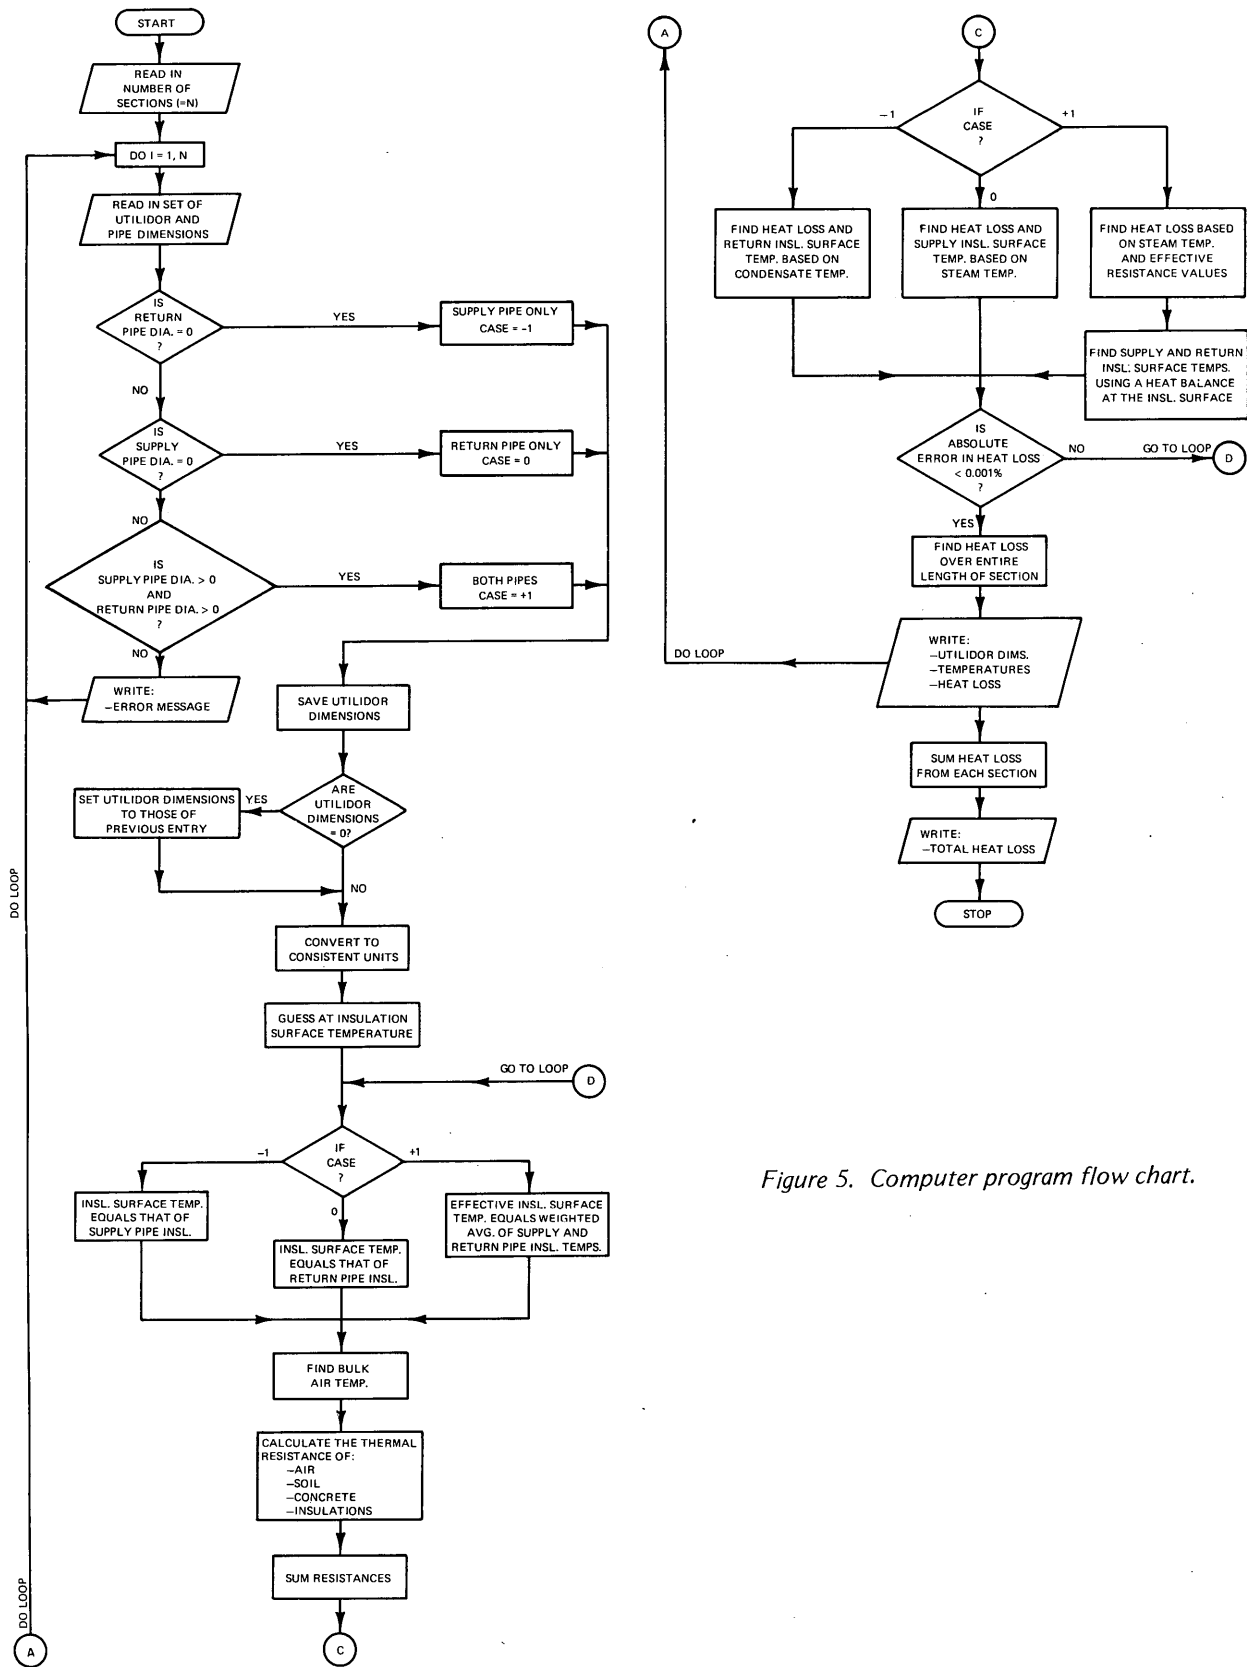 START
READ IN
NUMBER OF
SECTIONS (=N)
DO I = 1, N
READ IN SET OF
UTILIDOR AND
PIPE DIMENSIONS
IS
RETURN
PIPE DIA. = 0
?
YES
SUPPLY PIPE ONLY
CASE = -1
NO
IS
SUPPLY
PIPE DIA. = 0
?
YES
RETURN PIPE ONLY
CASE = 0
NO
IS
SUPPLY PIPE DIA. > 0
AND
RETURN PIPE DIA. > 0
?
YES
BOTH PIPES
CASE = +1
NO
WRITE:
–ERROR MESSAGE
SAVE UTILIDOR
DIMENSIONS
ARE
UTILIDOR
DIMENSIONS
= 0?
YES
SET UTILIDOR DIMENSIONS
TO THOSE OF
PREVIOUS ENTRY
NO
DO LOOP
CONVERT TO
CONSISTENT UNITS
GUESS AT INSULATION
SURFACE TEMPERATURE
GO TO LOOP
D
IF
CASE
?
–1
+1
0
INSL. SURFACE TEMP.
EQUALS THAT OF
SUPPLY PIPE INSL.
INSL. SURFACE TEMP.
EQUALS THAT OF
RETURN PIPE INSL.
EFFECTIVE INSL. SURFACE
TEMP. EQUALS WEIGHTED
AVG. OF SUPPLY AND
RETURN PIPE INSL. TEMPS.
FIND BULK
AIR TEMP.
CALCULATE THE THERMAL
RESISTANCE OF:
–AIR
–SOIL
–CONCRETE
–INSULATIONS
SUM RESISTANCES
DO LOOP
A
C
A
C
IF
CASE
?
–1
+1
0
FIND HEAT LOSS AND
RETURN INSL. SURFACE
TEMP. BASED ON
CONDENSATE TEMP.
FIND HEAT LOSS AND
SUPPLY INSL. SURFACE
TEMP. BASED ON
STEAM TEMP.
FIND HEAT LOSS BASED
ON STEAM TEMP.
AND EFFECTIVE
RESISTANCE VALUES
FIND SUPPLY AND RETURN
INSL. SURFACE TEMPS.
USING A HEAT BALANCE
AT THE INSL. SURFACE
IS
ABSOLUTE
ERROR IN HEAT LOSS
< 0.001%
?
NO
GO TO LOOP
D
YES
FIND HEAT LOSS
OVER ENTIRE
LENGTH OF SECTION
WRITE:
–UTILIDOR DIMS.
–TEMPERATURES
–HEAT LOSS
DO LOOP
SUM HEAT LOSS
FROM EACH SECTION
WRITE:
–TOTAL HEAT LOSS
STOP
Figure 5. Computer program flow chart.